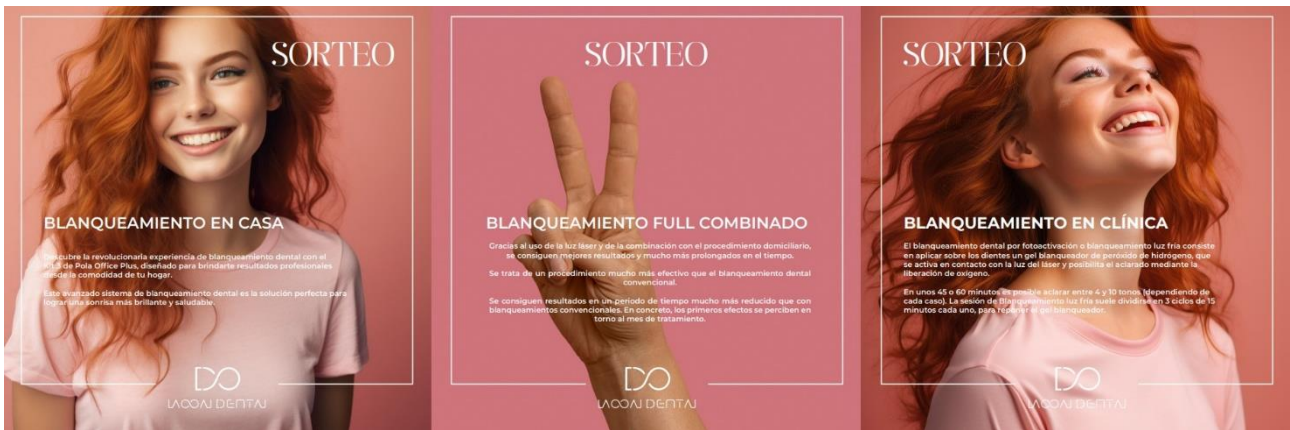 SORTEO
BLANQUEAMIENTO EN CASA
Descubre la revolucionaria experiencia de blanqueamiento dental con el
3 de Pola Office Plus, diseñado para brindarte resultados profesionales
desde la comodidad de tu hogar.
Este avanzado sistema de blanqueamiento dental es la solución perfecta para
lograr una sonrisa más brillante y saludable.
DO
SORTEO
BLANQUEAMIENTO FULL COMBINADO
Gracias al uso de la luz láser y de la combinación con el procedimiento domiciliario,
se consiguen mejores resultados y mucho más prolongados en el tiempo.
Se trata de un procedimiento mucho más efectivo que el blanqueamiento dental
convencional.
Se consiguen resultados en un periodo de tiempo mucho más reducido que con
blanqueamientos convencionales. En concreto, los primeros efectos se perciben en
torno al mes de tratamiento.
DO
SORTEO
BLANQUEAMIENTO EN CLÍNICA
El blanqueamiento dental por fotoactivación o blanqueamiento luz fría consiste
en aplicar sobre los dientes un gel blanqueador de peróxido de hidrógeno, que
se activa en contacto con la luz del láser y posibilita el aclarado mediante la
liberación de oxígeno.
En unos 45 o 60 minutos es posible aclarar entre 4 y 10 tonos (dependiendo de
cada caso). La sesión de Blanqueamiento luz fría suele dividirse en 3 ciclos de 15
minutos cada uno, para reponer el gel blanqueador.
DO